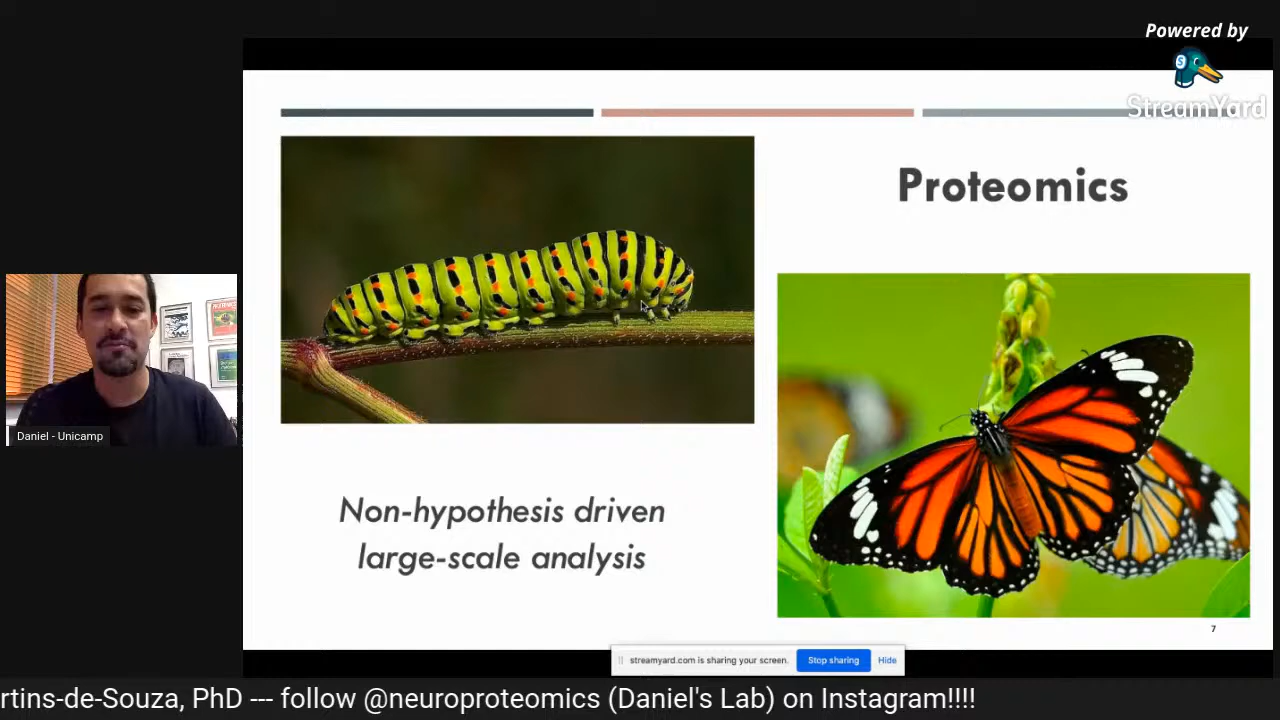 Powered by
StreamYard
Proteomics
Non-hypothesis driven
large-scale analysis
Daniel - Unicamp
7
streamyard.com is sharing your screen.
Stop sharing
Hide
rtins-de-Souza, PhD --- follow @neuroproteomics (Daniel's Lab) on Instagram!!!!